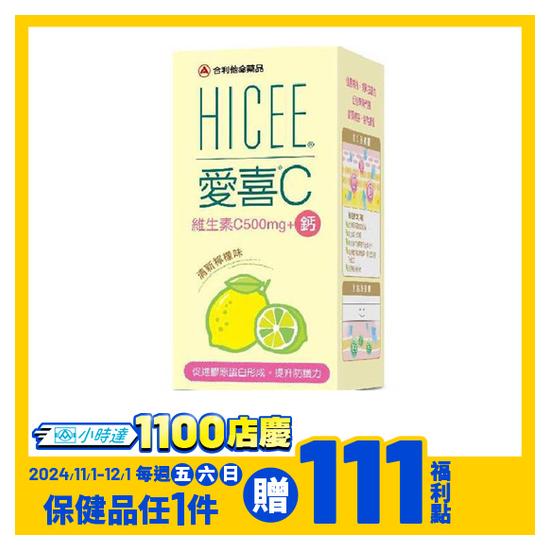 合利他命藥品
HICEE®
愛喜®C
維生素C500mg+鈣
清新檸檬味
促進膠原蛋白形成・提升防護力
小時達
1100店慶
2024/11/1-12/1 每週五六日
保健品任1件
贈
111
福利點